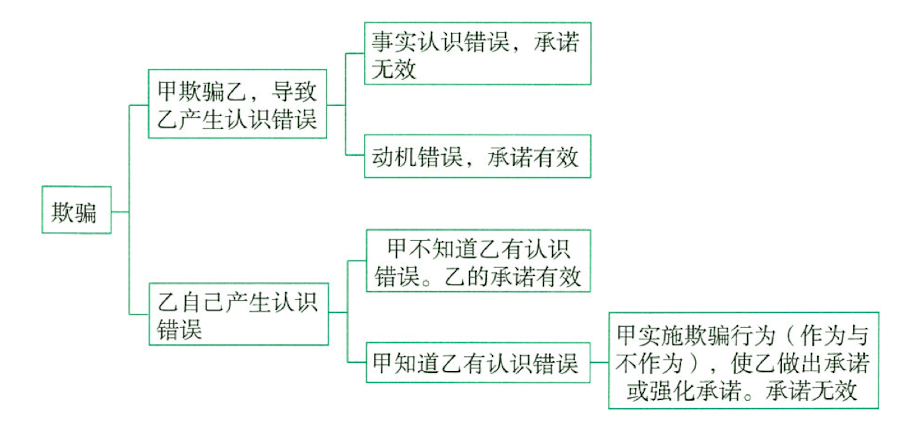 欺骗
甲欺骗乙，导致
乙产生认识错误
事实认识错误，承诺
无效
动机错误，承诺有效
乙自己产生认识
错误
甲不知道乙有认识
错误。乙的承诺有效
甲知道乙有认识错误
甲实施欺骗行为（作为与
不作为），使乙做出承诺
或强化承诺。承诺无效